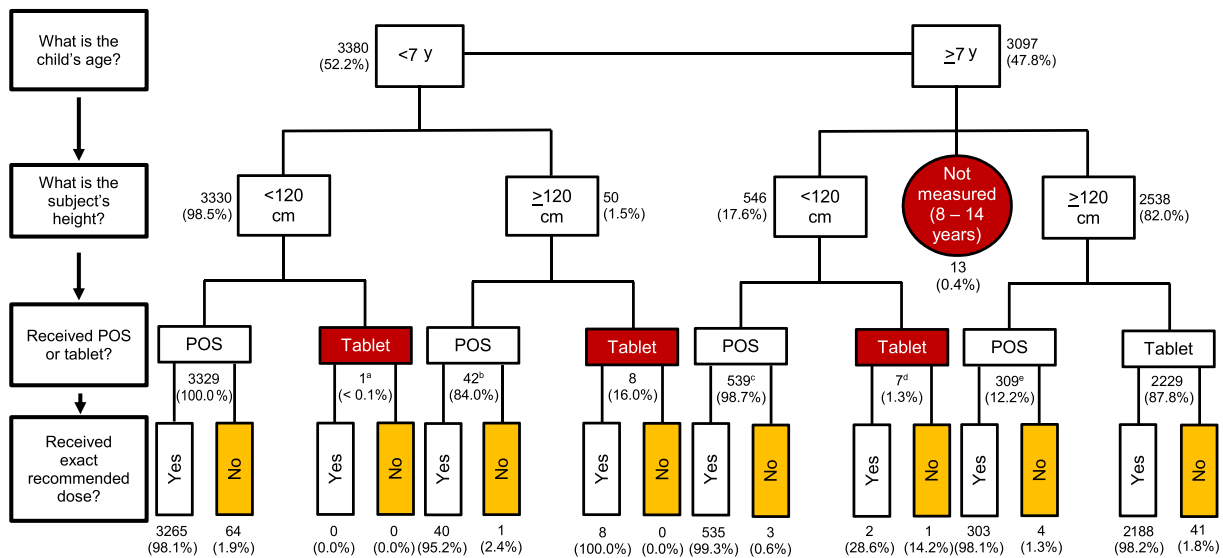 What is the
child's age?
3380
(52.2%)
<7 y
≥7 y
3097
(47.8%)
What is the
subject's
height?
3330
(98.5%)
<120
cm
≥120
cm
50
(1.5%)
546
(17.6%)
<120
cm
Not
measured
(8 – 14
years)
13
(0.4%)
≥120
cm
2538
(82.0%)
Received POS
or tablet?
POS
Tablet
POS
Tablet
POS
Tablet
POS
Tablet
3329
(100.0%)
1ᵃ
(< 0.1%)
42ᵇ
(84.0%)
8
(16.0%)
539ᶜ
(98.7%)
7ᵈ
(1.3%)
309ᵉ
(12.2%)
2229
(87.8%)
Received
exact
recommended
dose?
Yes
No
Yes
No
Yes
No
Yes
No
Yes
No
Yes
No
Yes
No
Yes
No
3265
(98.1%)
64
(1.9%)
0
(0.0%)
0
(0.0%)
40
(95.2%)
1
(2.4%)
8
(100.0%)
0
(0.0%)
535
(99.3%)
3
(0.6%)
2
(28.6%)
1
(14.2%)
303
(98.1%)
4
(1.3%)
2188
(98.2%)
41
(1.8%)